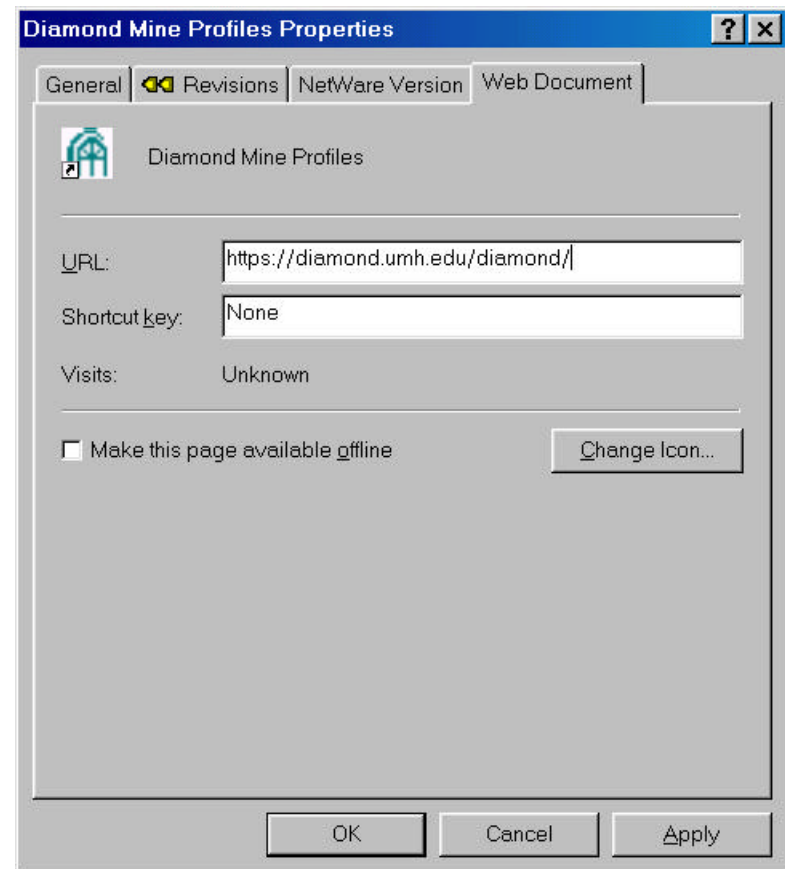 Diamond Mine Profiles Properties ? ×
General Revisions NetWare Version Web Document
Diamond Mine Profiles
URL: https://diamond.umh.edu/diamond/
Shortcut key: None
Visits: Unknown
Make this page available offline Change Icon...
OK Cancel Apply